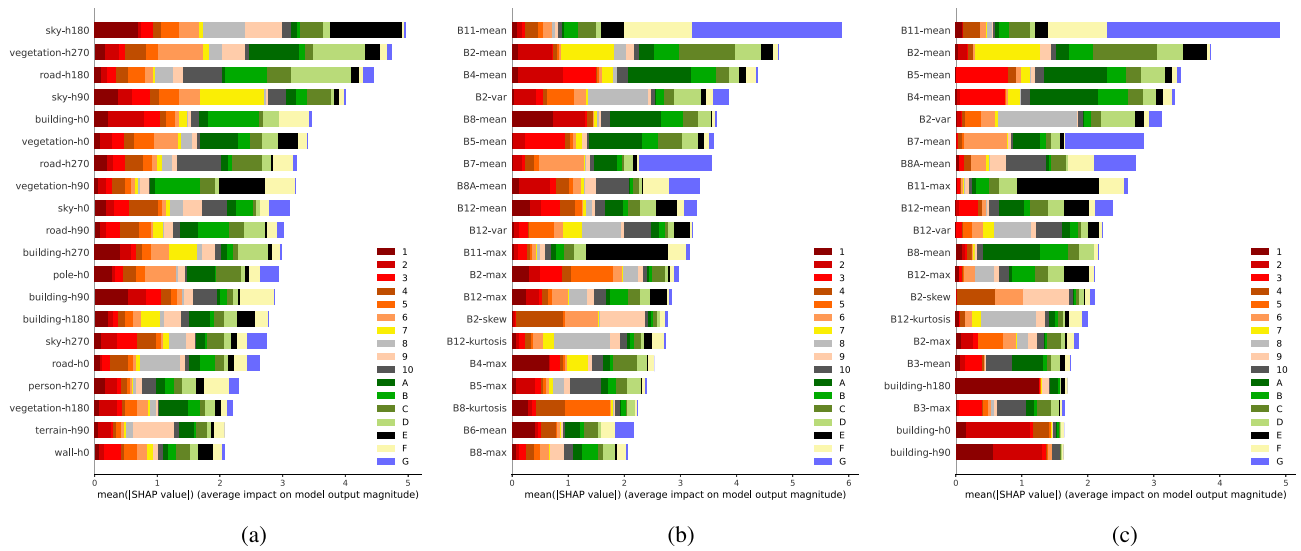 sky-h180
vegetation-h270
road-h180
sky-h90
building-h0
vegetation-h0
road-h270
vegetation-h90
sky-h0
road-h90
building-h270
pole-h0
building-h90
building-h180
sky-h270
road-h0
person-h270
vegetation-h180
terrain-h90
wall-h0
1
2
3
4
5
6
7
8
9
10
A
B
C
D
E
F
G
0 1 2 3 4 5
mean(|SHAP value|) (average impact on model output magnitude)
(a)
B11-mean
B2-mean
B4-mean
B2-var
B8-mean
B5-mean
B7-mean
B8A-mean
B12-mean
B12-var
B11-max
B2-max
B12-max
B2-skew
B12-kurtosis
B4-max
B5-max
B8-kurtosis
B6-mean
B8-max
1
2
3
4
5
6
7
8
9
10
A
B
C
D
E
F
G
0 1 2 3 4 5 6
mean(|SHAP value|) (average impact on model output magnitude)
(b)
B11-mean
B2-mean
B5-mean
B4-mean
B2-var
B7-mean
B8A-mean
B11-max
B12-mean
B12-var
B8-mean
B12-max
B2-skew
B12-kurtosis
B2-max
B3-mean
building-h180
B3-max
building-h0
building-h90
1
2
3
4
5
6
7
8
9
10
A
B
C
D
E
F
G
0 1 2 3 4 5
mean(|SHAP value|) (average impact on model output magnitude)
(c)